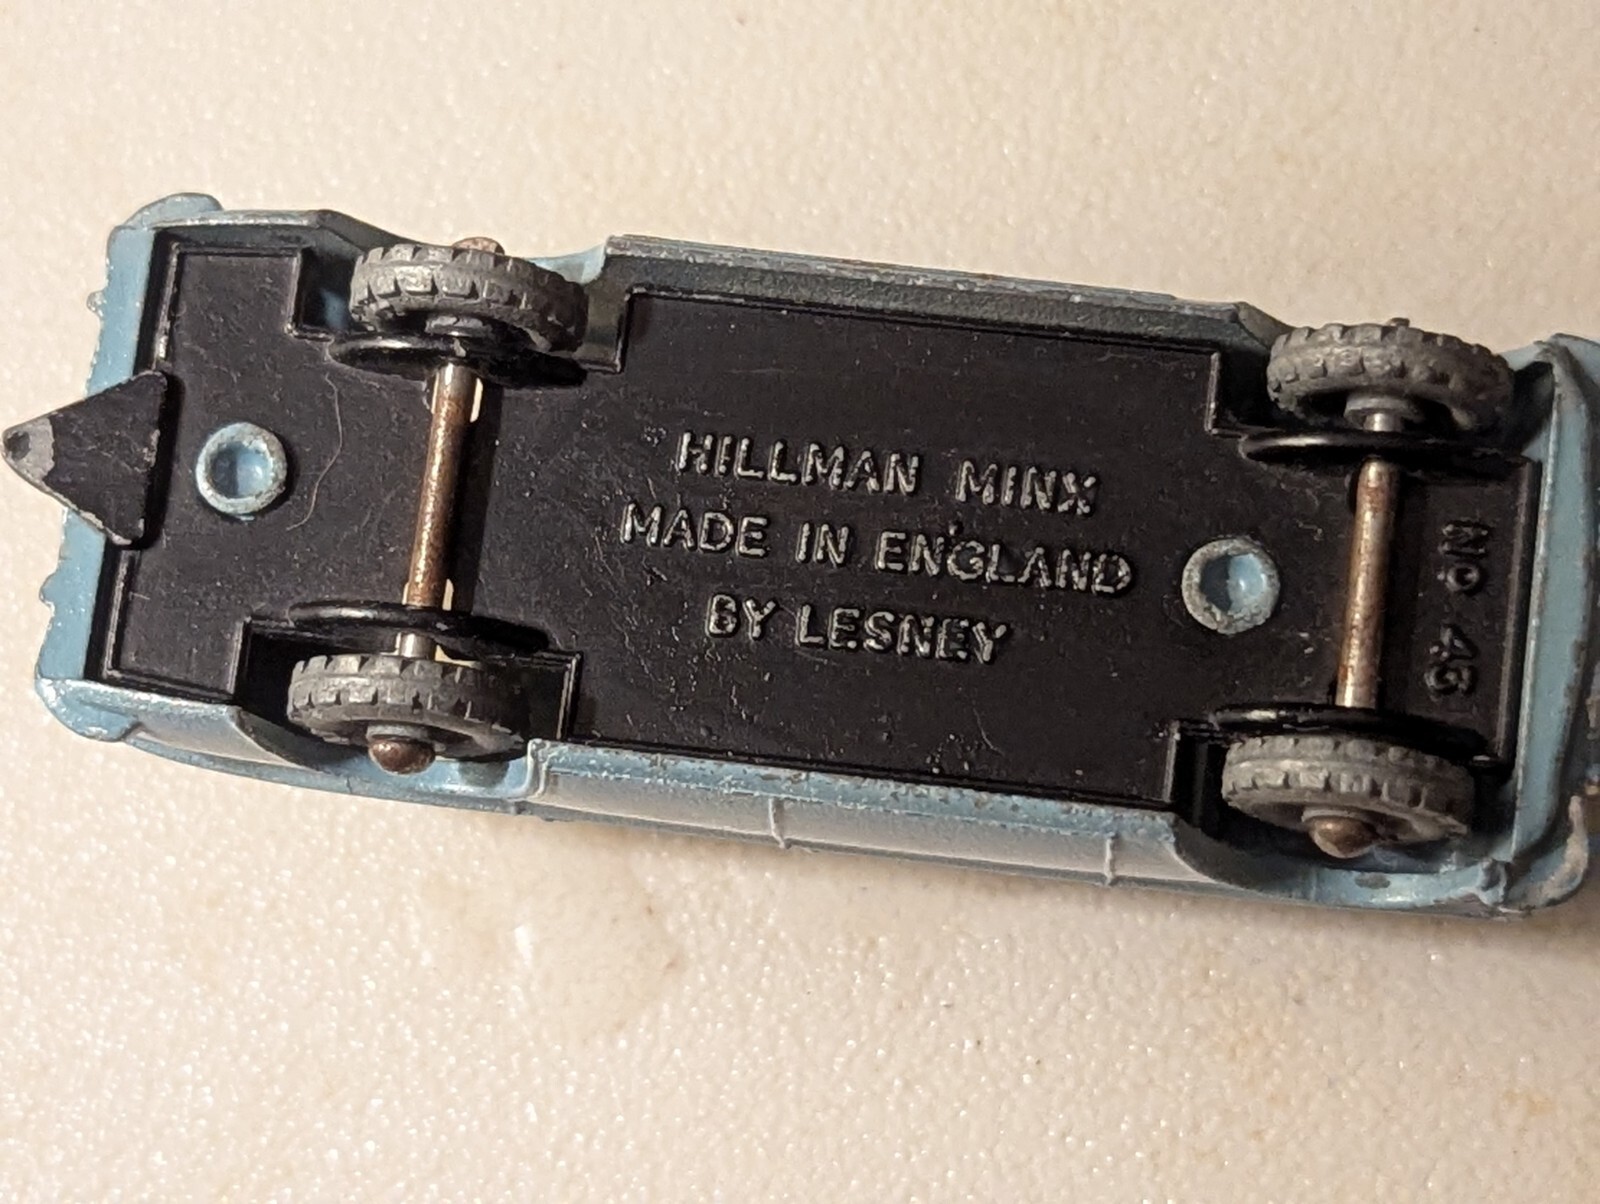 HILLMAN MINX
MADE IN ENGLAND
BY LESNEY
No 43